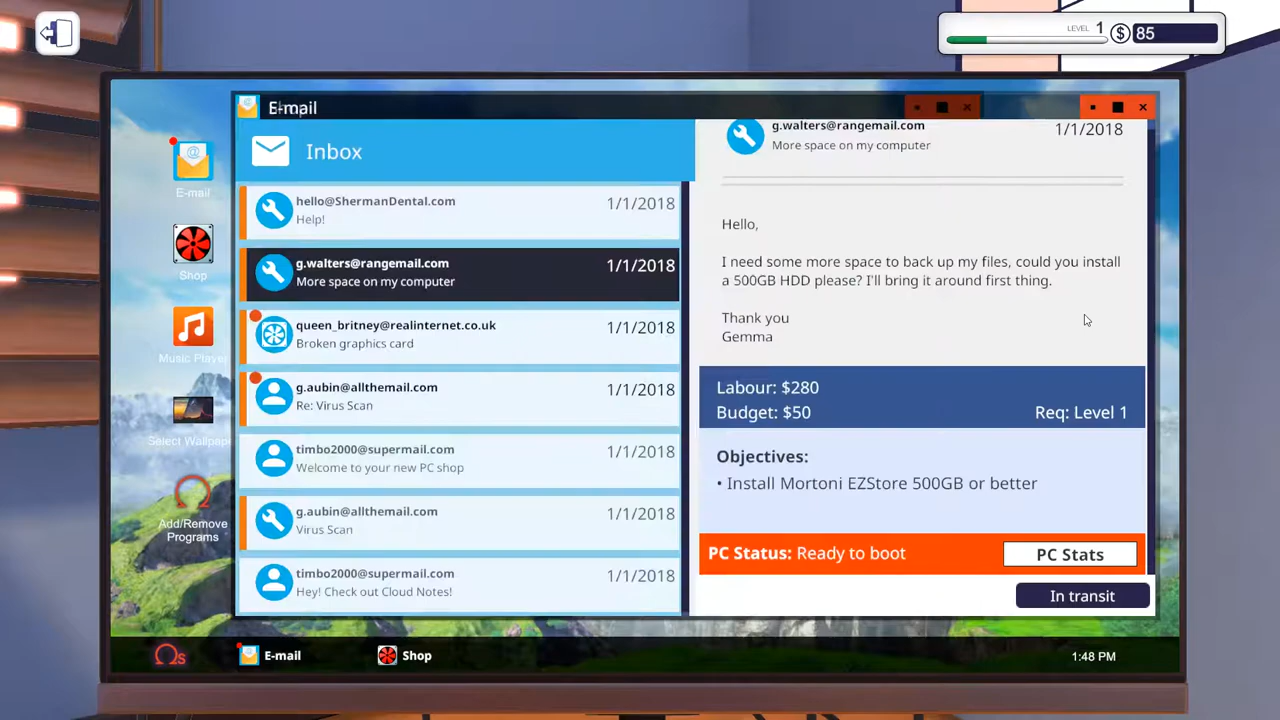 LEVEL 1 $ 85
E-mail
Inbox
hello@ShermanDental.com 1/1/2018
Help!
g.walters@rangemail.com 1/1/2018
More space on my computer
queen_britney@realinternet.co.uk 1/1/2018
Broken graphics card
g.aubin@allthemail.com 1/1/2018
Re: Virus Scan
timbo2000@supermail.com 1/1/2018
Welcome to your new PC shop
g.aubin@allthemail.com 1/1/2018
Virus Scan
timbo2000@supermail.com 1/1/2018
Hey! Check out Cloud Notes!
g.walters@rangemail.com 1/1/2018
More space on my computer
Hello,
I need some more space to back up my files, could you install
a 500GB HDD please? I'll bring it around first thing.
Thank you
Gemma
Labour: $280
Budget: $50 Req: Level 1
Objectives:
• Install Mortoni EZStore 500GB or better
PC Status: Ready to boot PC Stats
In transit
E-mail
Shop
Music Player
Select Wallpap
Add/Remove
Programs
Ωs E-mail Shop 1:48 PM